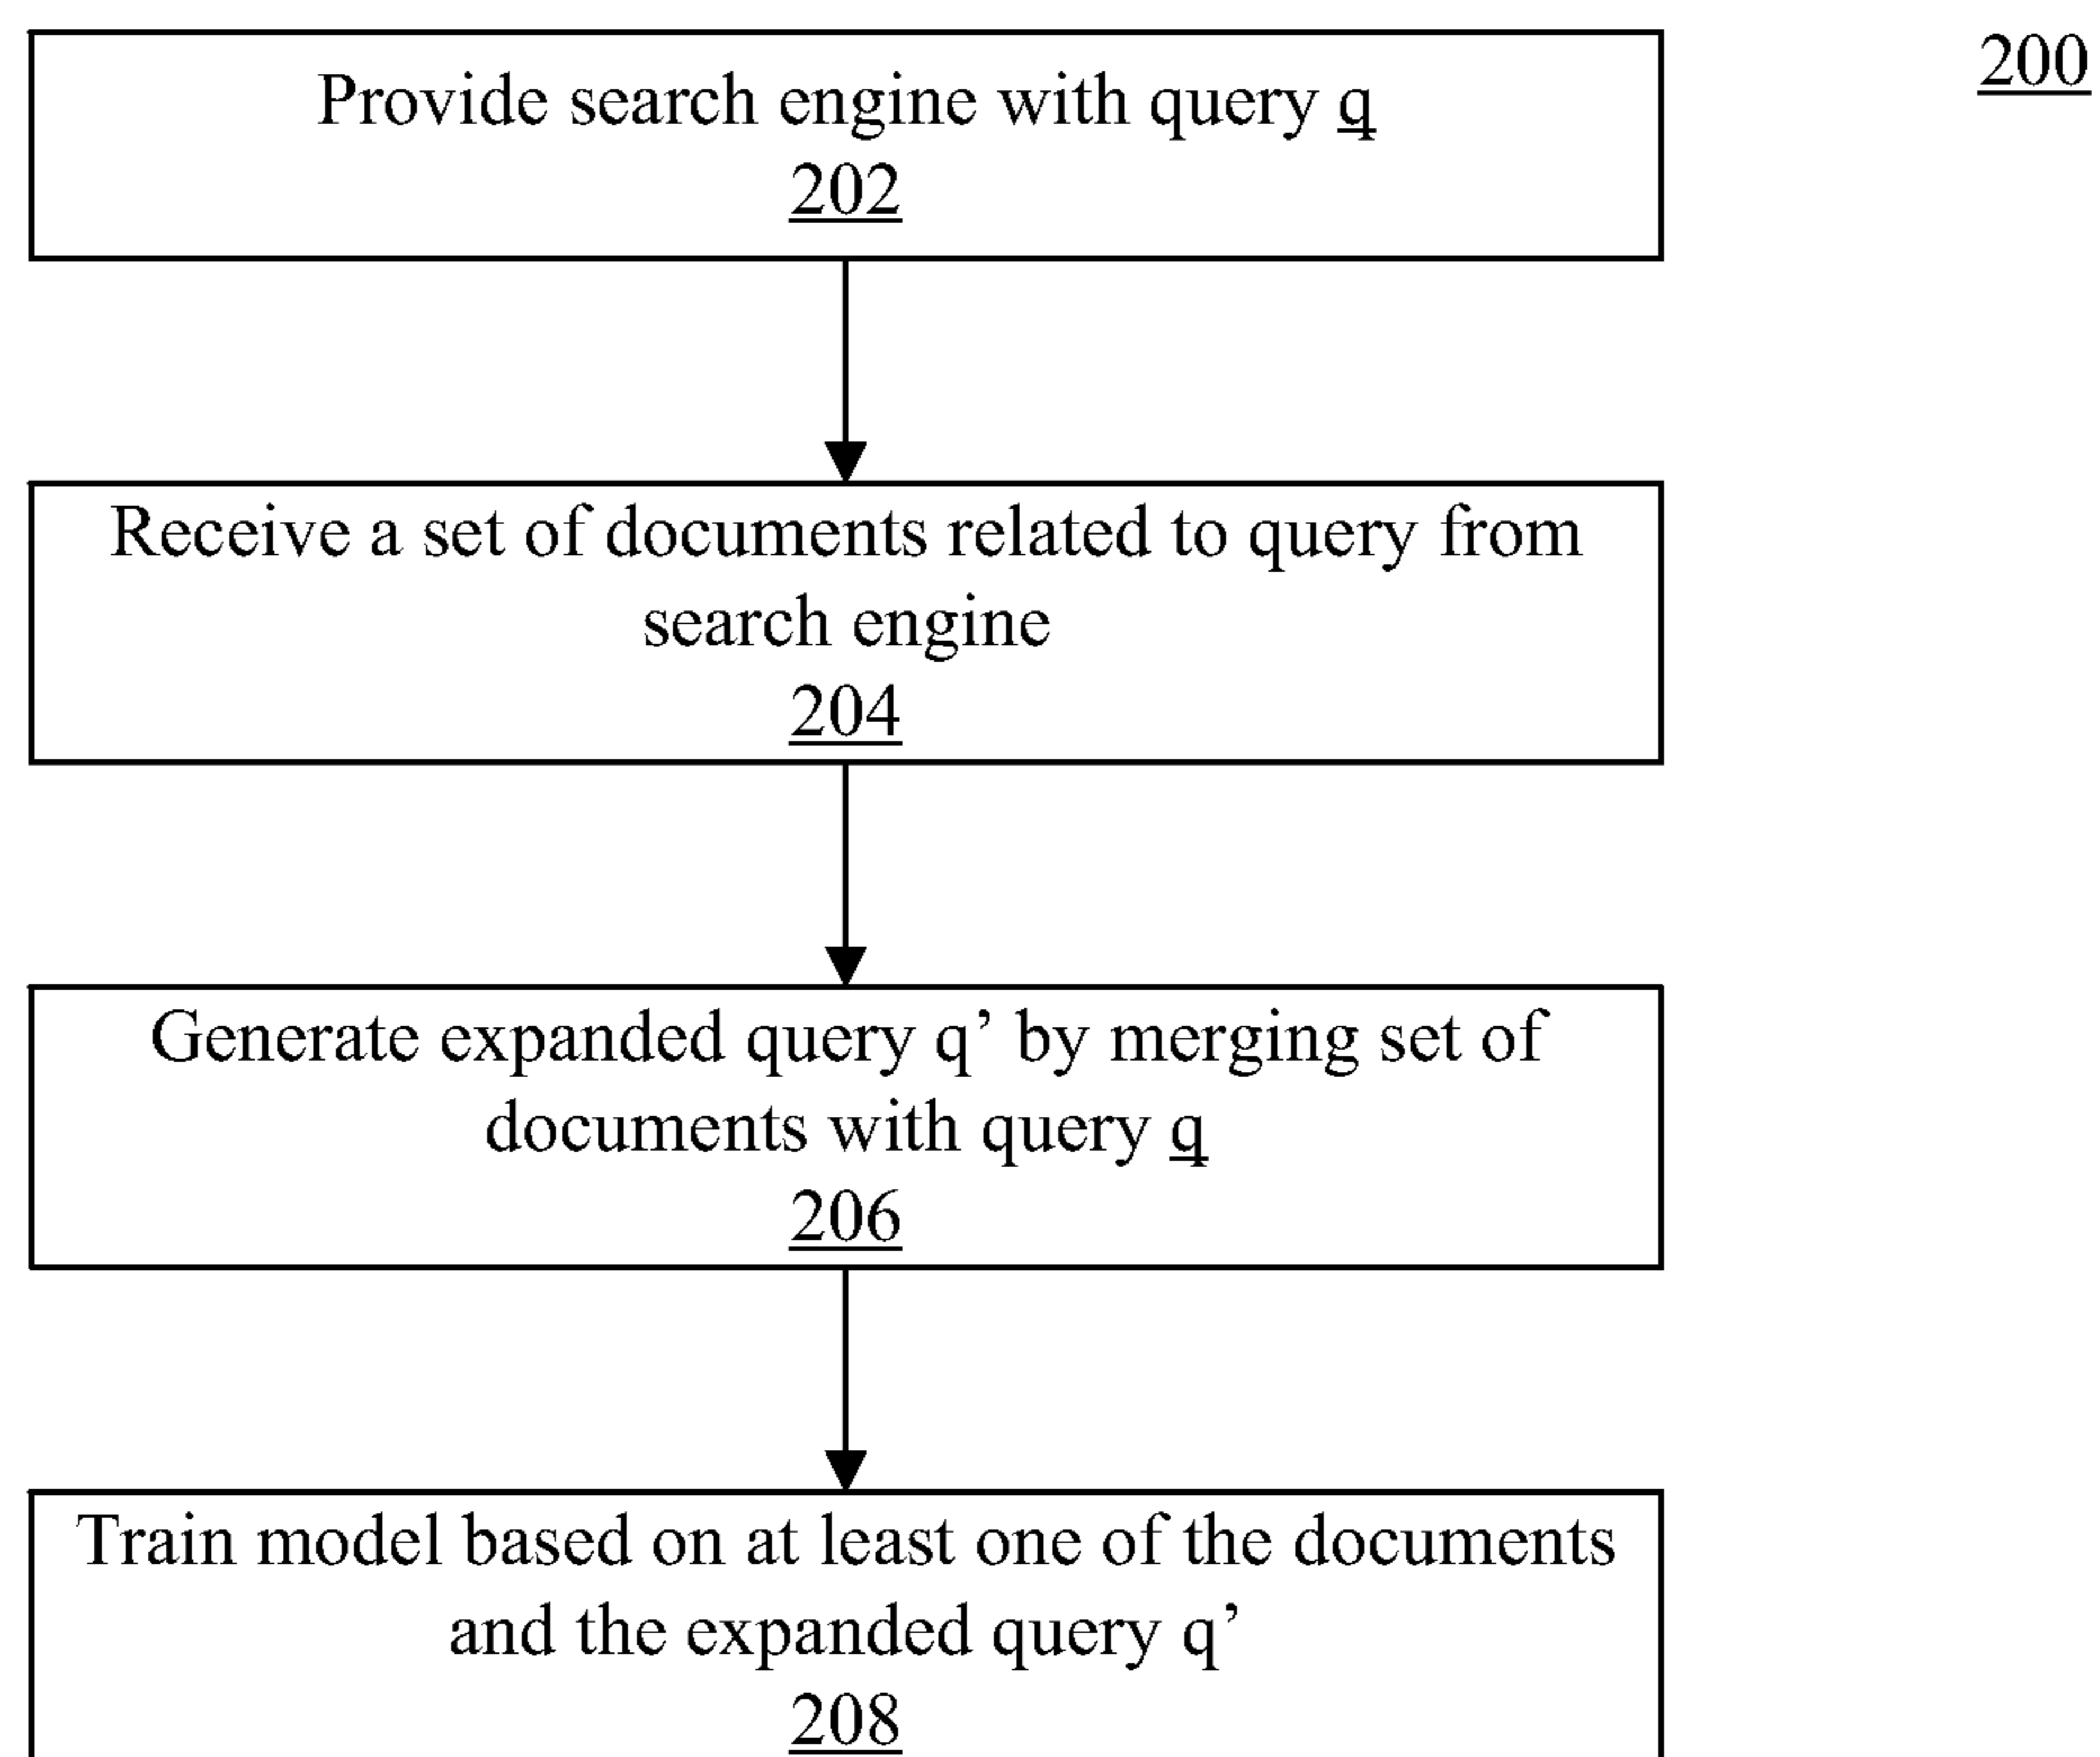 200
Provide search engine with query q
202
Receive a set of documents related to query from
search engine
204
Generate expanded query q’ by merging set of
documents with query q
206
Train model based on at least one of the documents
and the expanded query q’
208